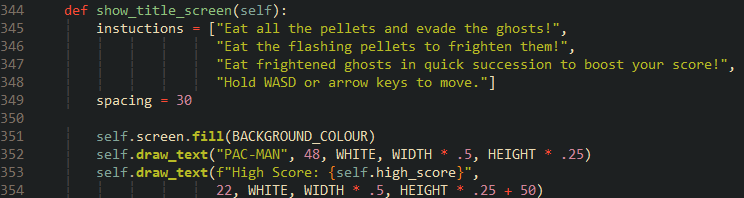 344 def show_title_screen(self):
345 instuctions = ["Eat all the pellets and evade the ghosts!",
346 "Eat the flashing pellets to frighten them!",
347 "Eat frightened ghosts in quick succession to boost your score!",
348 "Hold WASD or arrow keys to move."]
349 spacing = 30
350
351 self.screen.fill(BACKGROUND_COLOUR)
352 self.draw_text("PAC-MAN", 48, WHITE, WIDTH * .5, HEIGHT * .25)
353 self.draw_text(f"High Score: {self.high_score}",
354 22, WHITE, WIDTH * .5, HEIGHT * .25 + 50)